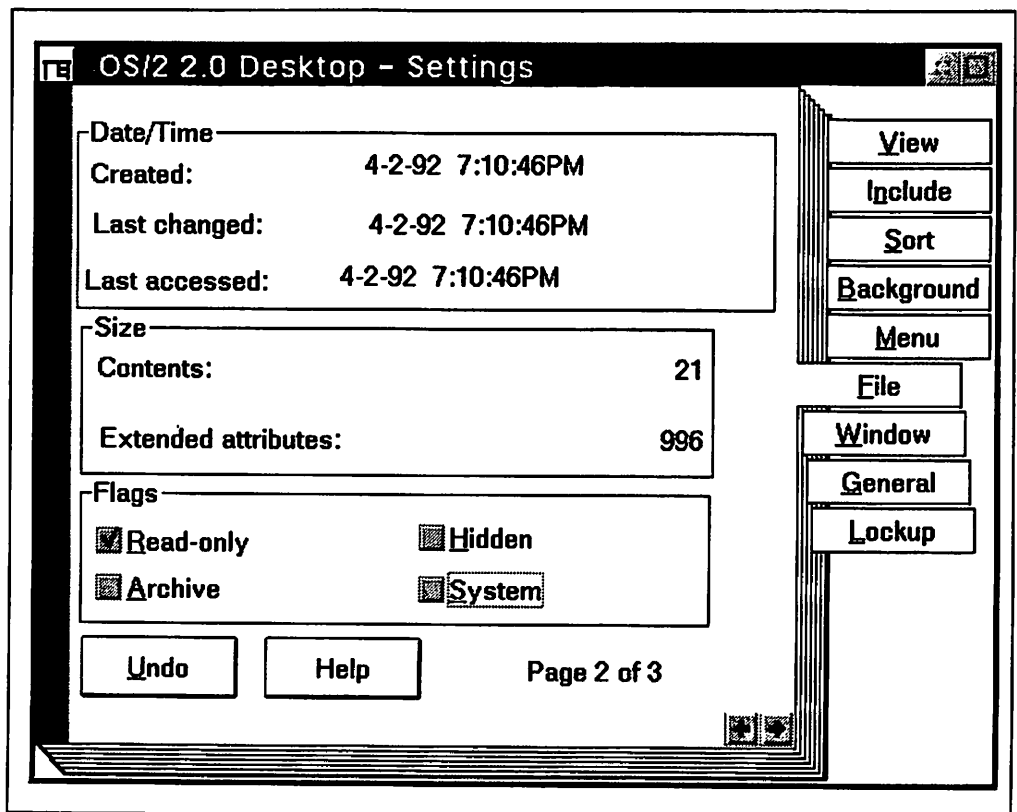 OS/2 2.0 Desktop – Settings
Date/Time
Created: 4-2-92 7:10:46PM
Last changed: 4-2-92 7:10:46PM
Last accessed: 4-2-92 7:10:46PM
Size
Contents: 21
Extended attributes: 996
Flags
Read-only Hidden
Archive System
Undo Help Page 2 of 3
View
Include
Sort
Background
Menu
File
Window
General
Lockup